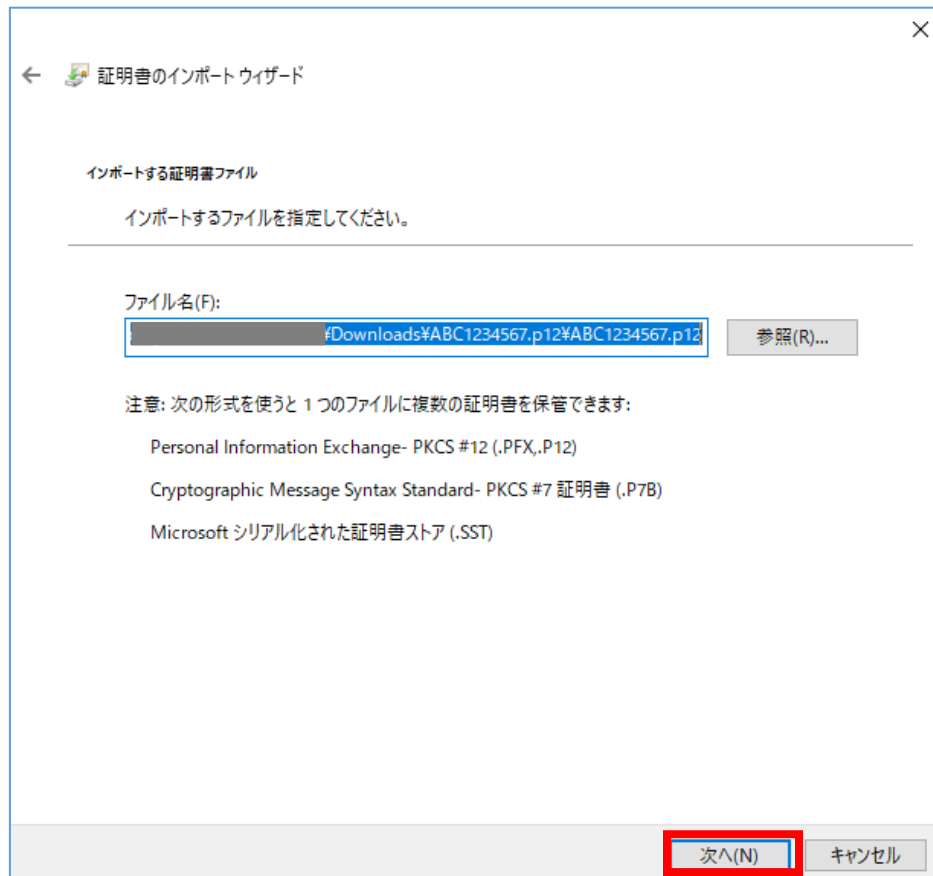 証明書のインポート ウィザード
インポートする証明書ファイル
インポートするファイルを指定してください。
ファイル名(F):
¥Downloads¥ABC1234567.p12¥ABC1234567.p12
参照(R)...
注意: 次の形式を使うと 1 つのファイルに複数の証明書を保管できます:
Personal Information Exchange- PKCS #12 (.PFX,.P12)
Cryptographic Message Syntax Standard- PKCS #7 証明書 (.P7B)
Microsoft シリアル化された証明書ストア (.SST)
次へ(N)
キャンセル